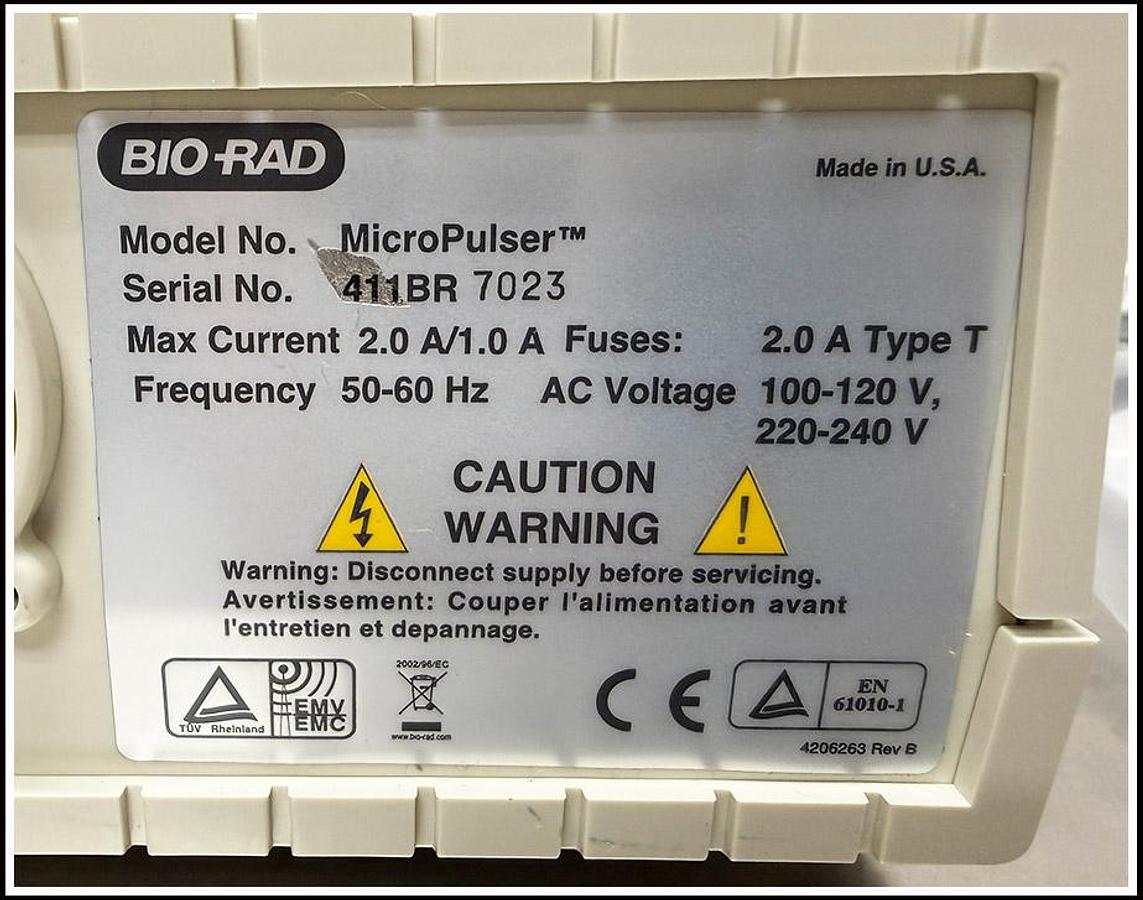 BIO-RAD
Made in U.S.A.
Model No. MicroPulser™
Serial No. 411BR 7023
Max Current 2.0 A/1.0 A Fuses: 2.0 A Type T
Frequency 50-60 Hz AC Voltage 100-120 V,
220-240 V
CAUTION
WARNING
Warning: Disconnect supply before servicing.
Avertissement: Couper l'alimentation avant
l'entretien et depannage.
TÜV Rheinland
EMV
EMC
2002/96/EC
www.bio-rad.com
CE
EN
61010-1
4206263 Rev B